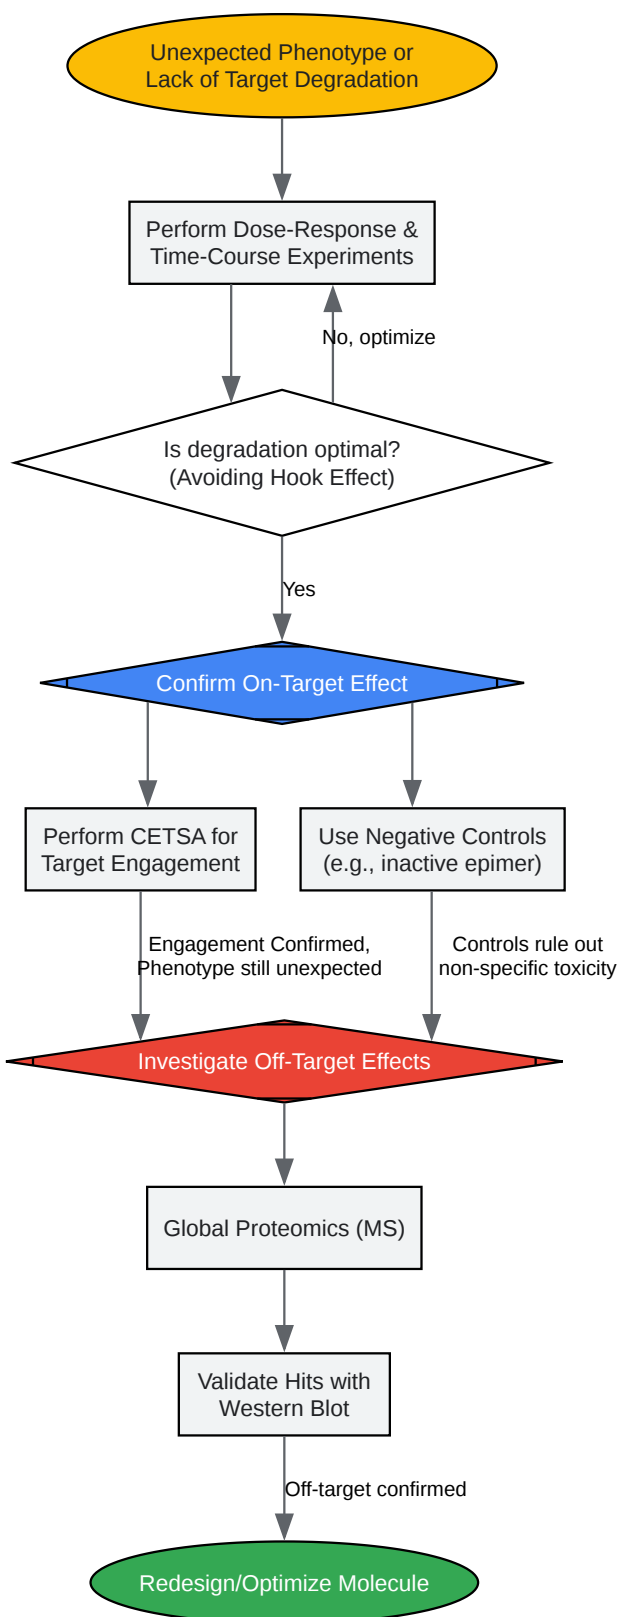 Unexpected Phenotype or
Lack of Target Degradation
Perform Dose-Response &
Time-Course Experiments
No, optimize
Is degradation optimal?
(Avoiding Hook Effect)
Yes
Confirm On-Target Effect
Perform CETSA for
Target Engagement
Use Negative Controls
(e.g., inactive epimer)
Engagement Confirmed,
Phenotype still unexpected
Controls rule out
non-specific toxicity
Investigate Off-Target Effects
Global Proteomics (MS)
Validate Hits with
Western Blot
Off-target confirmed
Redesign/Optimize Molecule